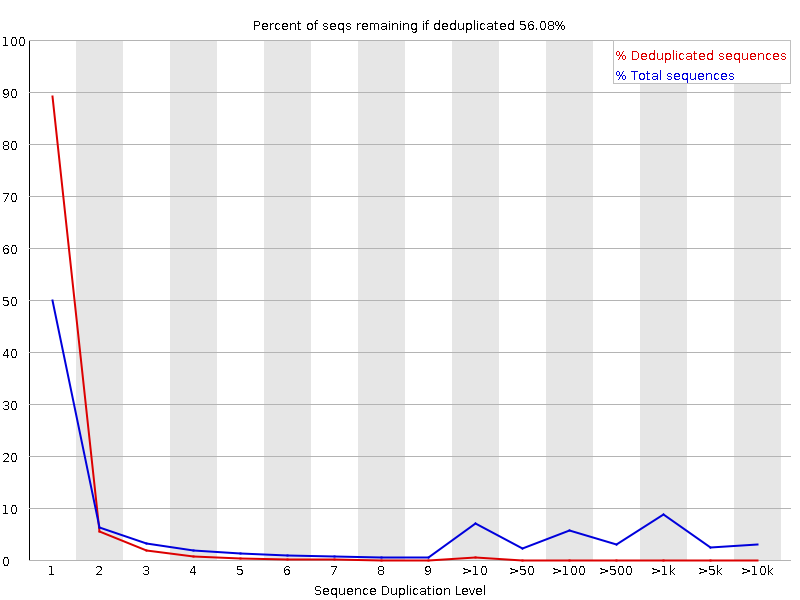 Percent of seqs remaining if deduplicated 56.08%
% Deduplicated sequences
% Total sequences
100
90
80
70
60
50
40
30
20
10
0
1 2 3 4 5 6 7 8 9 >10 >50 >100 >500 >1k >5k >10k
Sequence Duplication Level